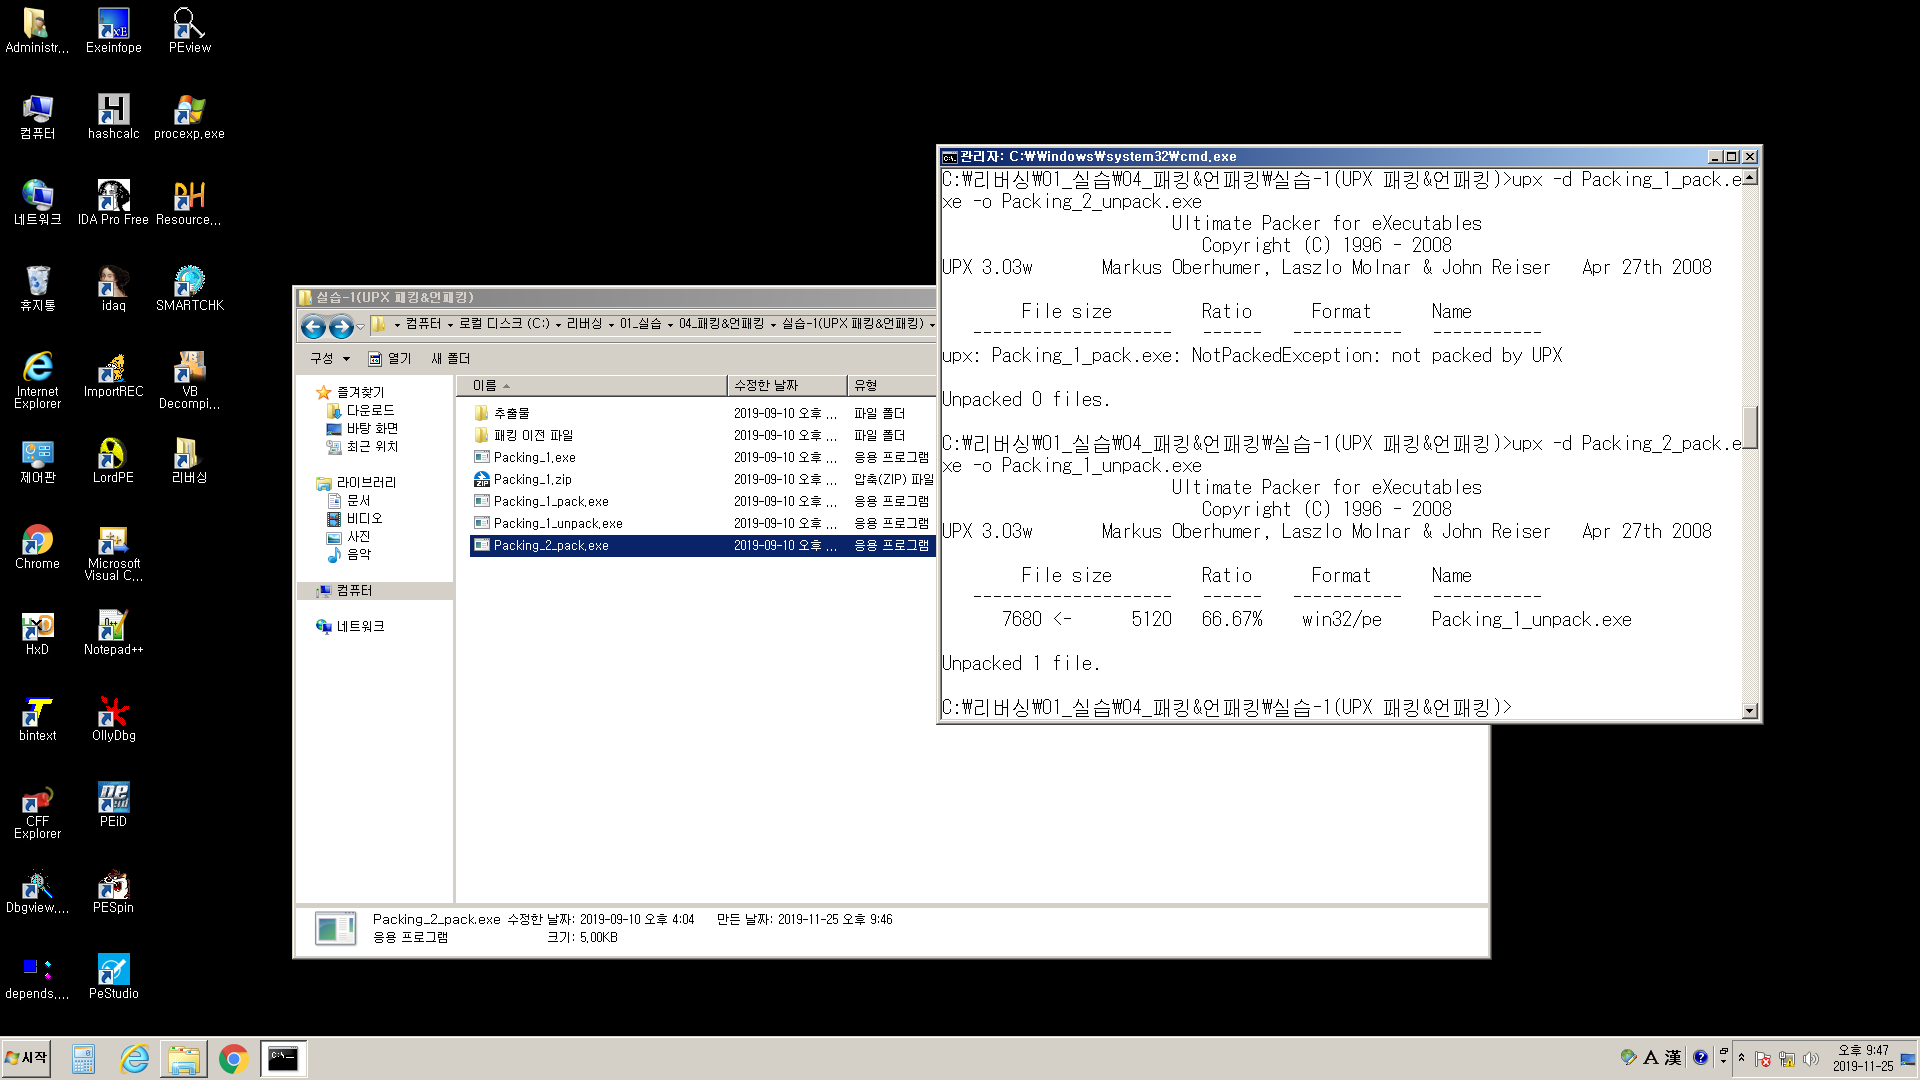 Administr...
Exeinfope
PEview
컴퓨터
hashcalc
procexp.exe
네트워크
IDA Pro Free
Resource...
휴지통
idaq
SMARTCHK
Internet Explorer
ImportREC
VB Decompi...
제어판
LordPE
리버싱
Chrome
Microsoft Visual C...
HxD
Notepad++
bintext
OllyDbg
CFF Explorer
PEiD
Dbgview....
PESpin
depends....
PeStudio
실습-1(UPX 패킹&언패킹)
컴퓨터 로컬 디스크 (C:) 리버싱 01_실습 04_패킹&언패킹 실습-1(UPX 패킹&언패킹)
구성 열기 새 폴더
즐겨찾기
다운로드
바탕 화면
최근 위치
라이브러리
문서
비디오
사진
음악
컴퓨터
네트워크
이름 수정한 날짜 유형
추출물 2019-09-10 오후 ... 파일 폴더
패킹 이전 파일 2019-09-10 오후 ... 파일 폴더
Packing_1.exe 2019-09-10 오후 ... 응용 프로그램
Packing_1.zip 2019-09-10 오후 ... 압축(ZIP) 파일
Packing_1_pack.exe 2019-09-10 오후 ... 응용 프로그램
Packing_1_unpack.exe 2019-09-10 오후 ... 응용 프로그램
Packing_2_pack.exe 2019-09-10 오후 ... 응용 프로그램
Packing_2_pack.exe 수정한 날짜: 2019-09-10 오후 4:04 만든 날짜: 2019-11-25 오후 9:46
응용 프로그램 크기: 5.00KB
관리자: C:₩Windows₩system32₩cmd.exe
C:₩리버싱₩01_실습₩04_패킹&언패킹₩실습-1(UPX 패킹&언패킹)>upx -d Packing_1_pack.e
xe -o Packing_2_unpack.exe
Ultimate Packer for eXecutables
Copyright (C) 1996 - 2008
UPX 3.03w Markus Oberhumer, Laszlo Molnar & John Reiser Apr 27th 2008
File size Ratio Format Name
-------------------- ------ ----------- -----------
upx: Packing_1_pack.exe: NotPackedException: not packed by UPX
Unpacked 0 files.
C:₩리버싱₩01_실습₩04_패킹&언패킹₩실습-1(UPX 패킹&언패킹)>upx -d Packing_2_pack.e
xe -o Packing_1_unpack.exe
Ultimate Packer for eXecutables
Copyright (C) 1996 - 2008
UPX 3.03w Markus Oberhumer, Laszlo Molnar & John Reiser Apr 27th 2008
File size Ratio Format Name
-------------------- ------ ----------- -----------
7680 <- 5120 66.67% win32/pe Packing_1_unpack.exe
Unpacked 1 file.
C:₩리버싱₩01_실습₩04_패킹&언패킹₩실습-1(UPX 패킹&언패킹)>
시작
A 漢
오후 9:47
2019-11-25